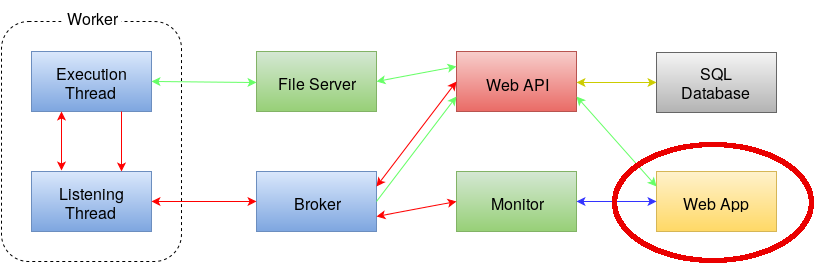 Worker
Execution
Thread
File Server
Web API
SQL
Database
Listening
Thread
Broker
Monitor
Web App